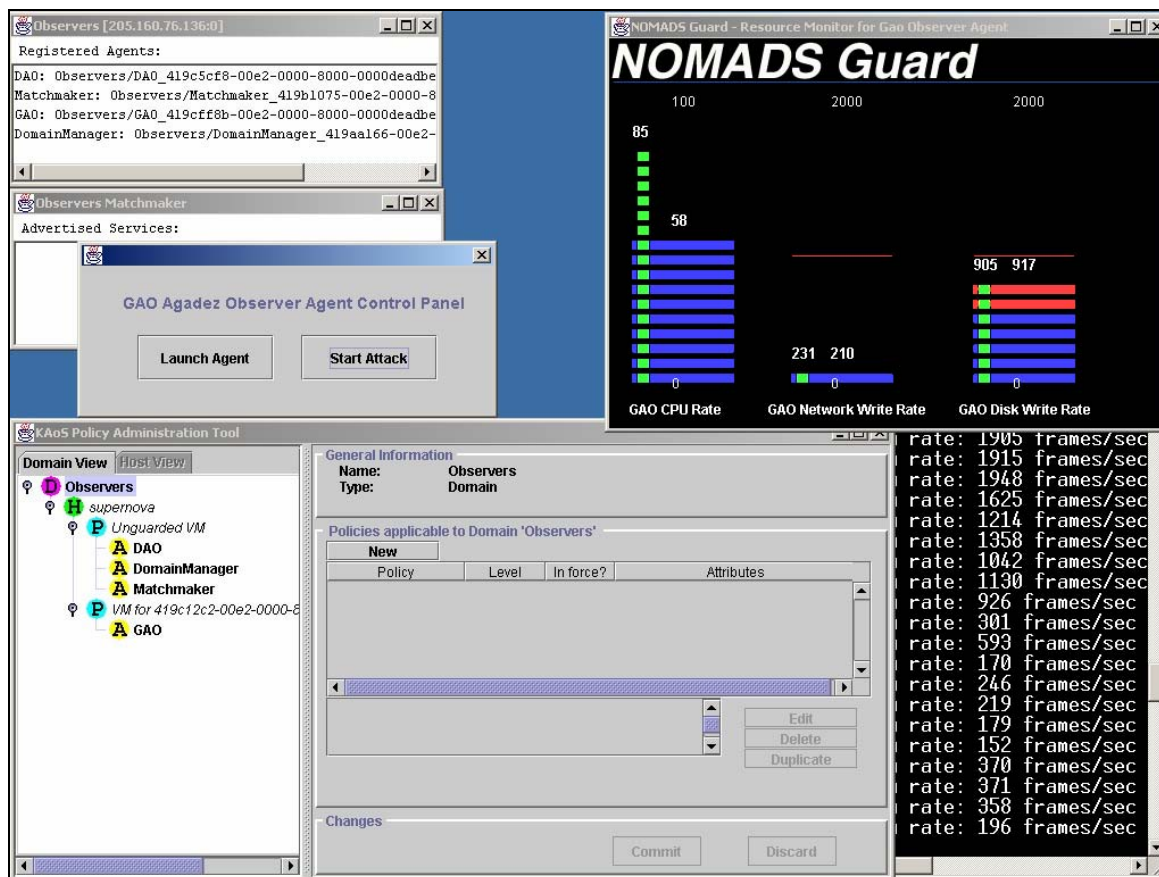 Observers [205.160.76.136:0]
Registered Agents:
DAO: Observers/DAO_419c5cf8-00e2-0000-8000-0000deadbe
Matchmaker: Observers/Matchmaker_419b1075-00e2-0000-8
GAO: Observers/GAO_419cff8b-00e2-0000-8000-0000deadbe
DomainManager: Observers/DomainManager_419aa166-00e2-
Observers Matchmaker
Advertised Services:
GAO Agadez Observer Agent Control Panel
Launch Agent Start Attack
NOMADS Guard - Resource Monitor for Gao Observer Agent
NOMADS Guard
100 2000 2000
85
58
905 917
231 210
0 0 0
GAO CPU Rate GAO Network Write Rate GAO Disk Write Rate
KAoS Policy Administration Tool
Domain View Host View
D Observers
H supernova
P Unguarded VM
A DAO
A DomainManager
A Matchmaker
P VM for 419c12c2-00e2-0000-8
A GAO
General Information
Name: Observers
Type: Domain
Policies applicable to Domain 'Observers'
New
Policy Level In force? Attributes
Edit
Delete
Duplicate
Changes
Commit Discard
rate: 1905 frames/sec
rate: 1915 frames/sec
rate: 1948 frames/sec
rate: 1625 frames/sec
rate: 1214 frames/sec
rate: 1358 frames/sec
rate: 1042 frames/sec
rate: 1130 frames/sec
rate: 926 frames/sec
rate: 301 frames/sec
rate: 593 frames/sec
rate: 170 frames/sec
rate: 246 frames/sec
rate: 219 frames/sec
rate: 179 frames/sec
rate: 152 frames/sec
rate: 370 frames/sec
rate: 371 frames/sec
rate: 358 frames/sec
rate: 196 frames/sec